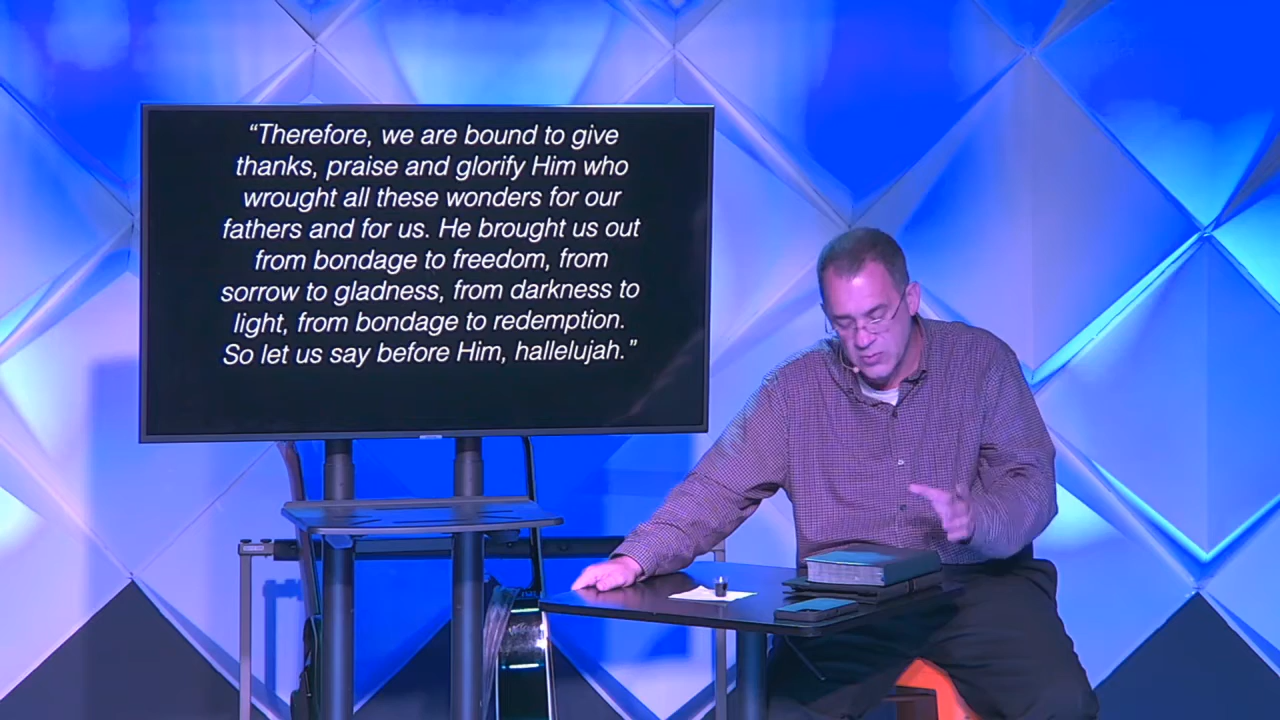 “Therefore, we are bound to give
thanks, praise and glorify Him who
wrought all these wonders for our
fathers and for us. He brought us out
from bondage to freedom, from
sorrow to gladness, from darkness to
light, from bondage to redemption.
So let us say before Him, hallelujah.”